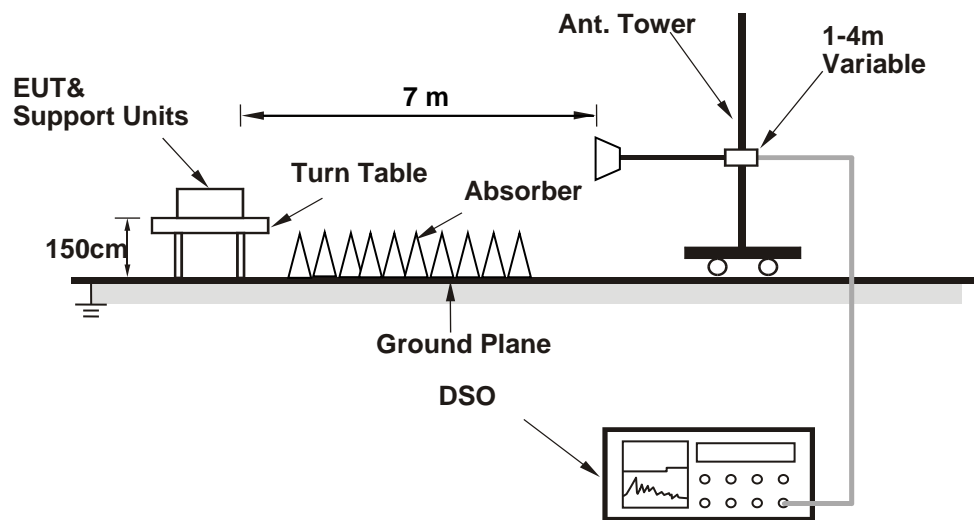 Ant. Tower
1-4m
Variable
EUT&
Support Units
7 m
Turn Table
Absorber
150cm
Ground Plane
DSO